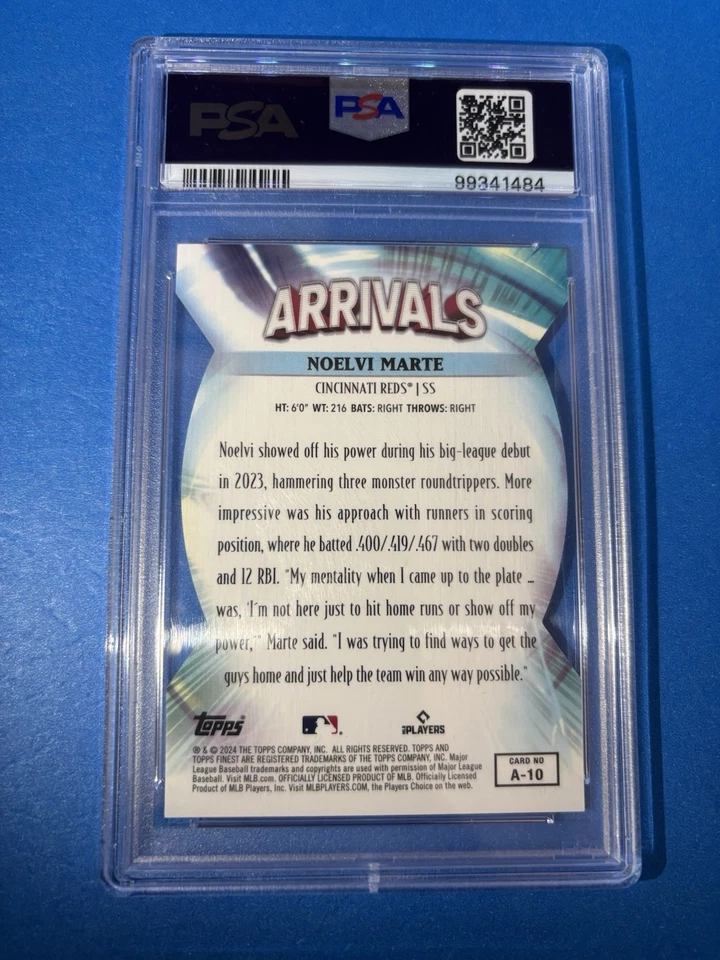 PSA PSA
99341484
ARRIVALS
NOELVI MARTE
CINCINNATI REDS® | SS
HT: 6'0" WT: 216 BATS: RIGHT THROWS: RIGHT
Noelvi showed off his power during his big-league debut
in 2023, hammering three monster roundtrippers. More
impressive was his approach with runners in scoring
position, where he batted .400/.419/.467 with two doubles
and 12 RBI. "My mentality when I came up to the plate ...
was, 'I'm not here just to hit home runs or show off my
power,'" Marte said. "I was trying to find ways to get the
guys home and just help the team win any way possible."
Topps PLAYERS
® & © 2024 THE TOPPS COMPANY, INC. ALL RIGHTS RESERVED. TOPPS AND
TOPPS FINEST ARE REGISTERED TRADEMARKS OF THE TOPPS COMPANY, INC. Major
League Baseball trademarks and copyrights are used with permission of Major League
Baseball. Visit MLB.com. OFFICIALLY LICENSED PRODUCT OF MLB. Officially Licensed
Product of MLB Players, Inc. Visit MLBPLAYERS.COM, the Players Choice on the web.
CARD NO
A-10